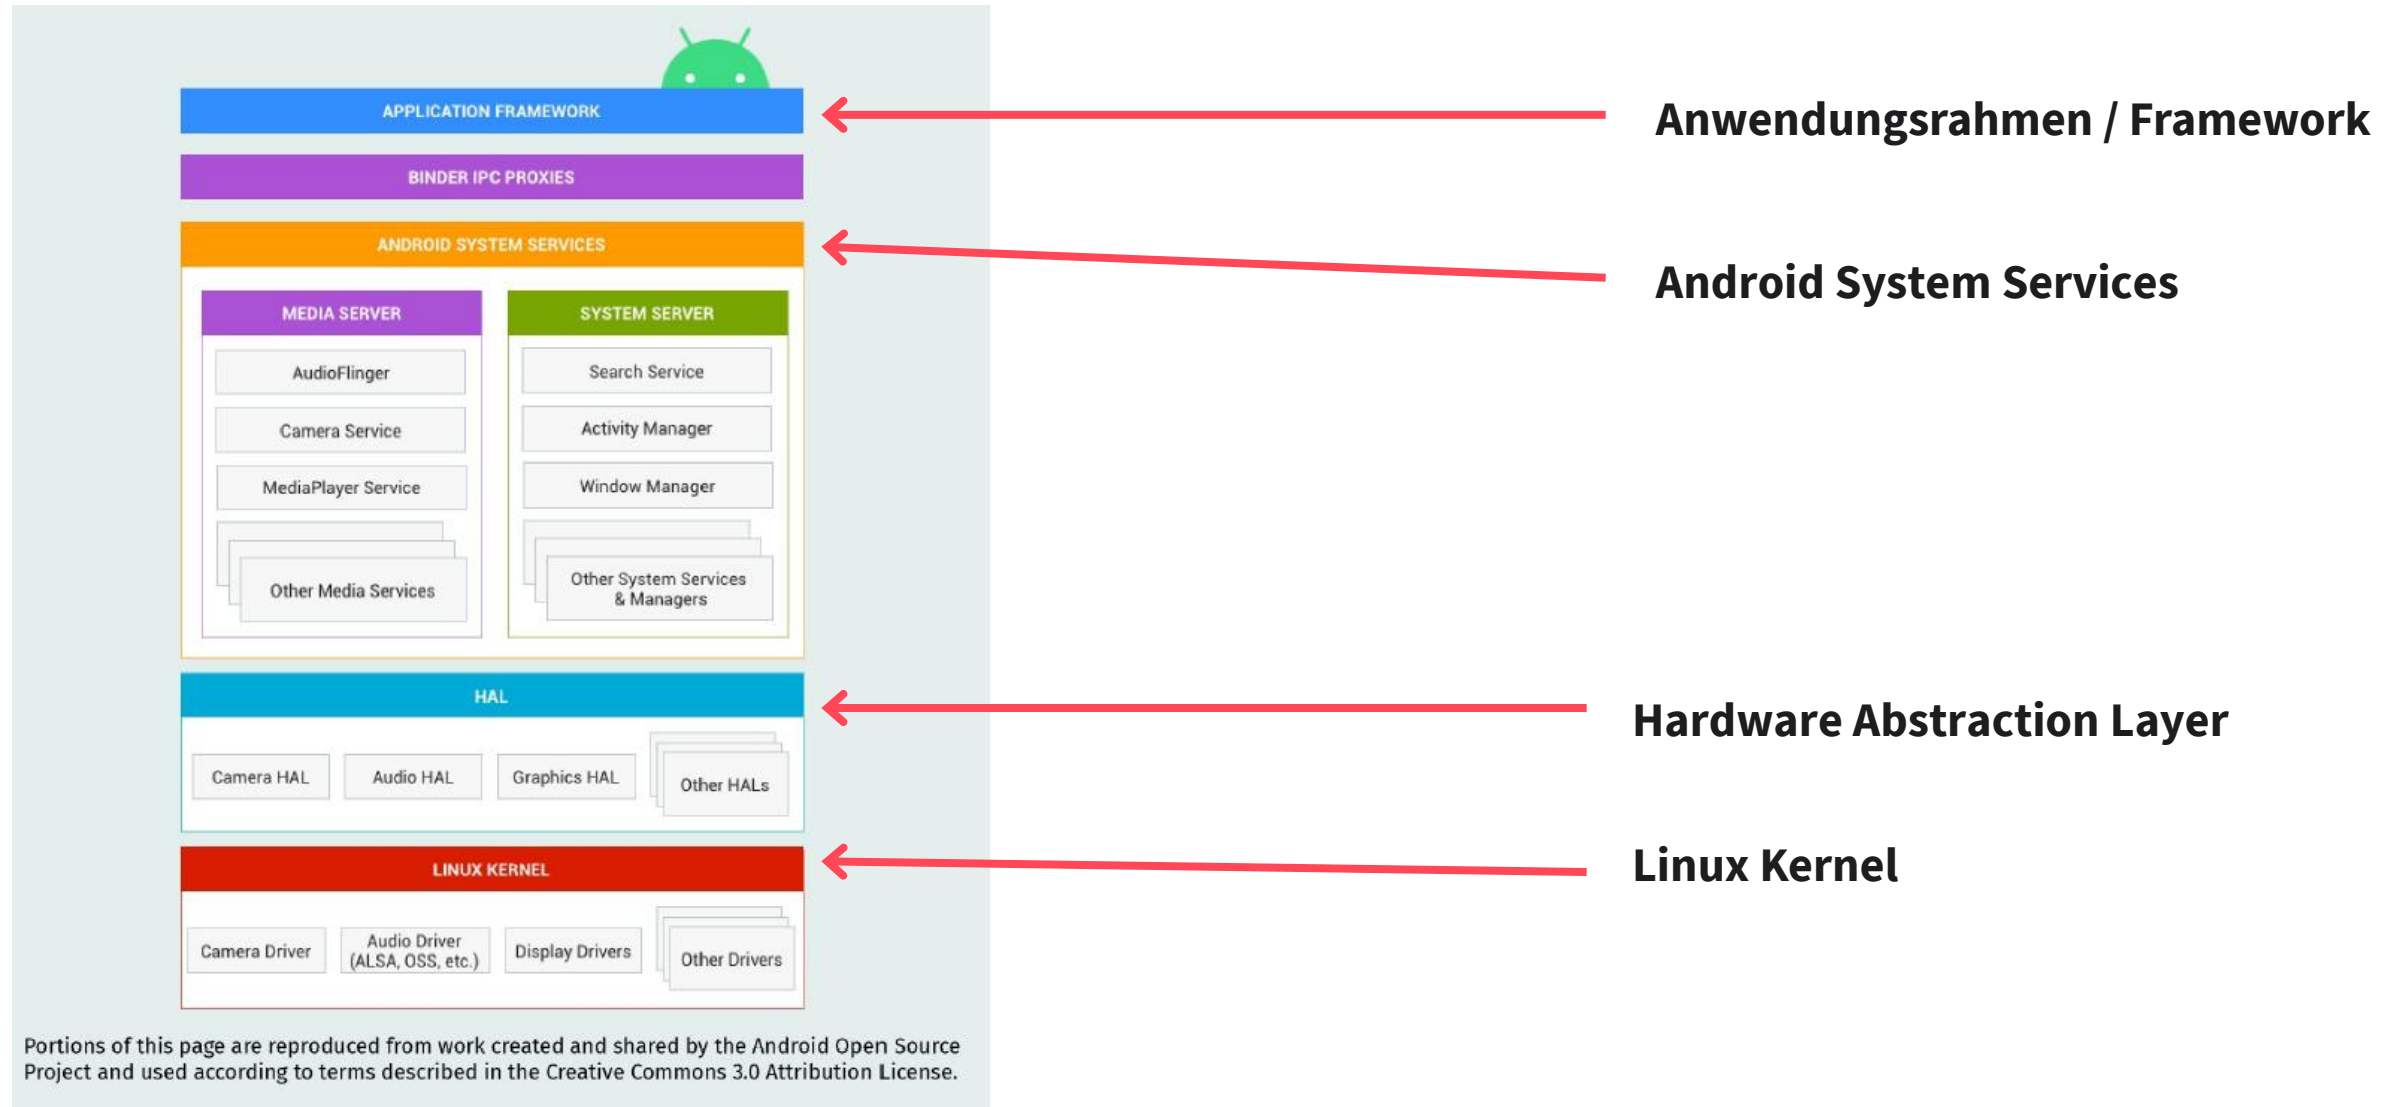 APPLICATION FRAMEWORK
Anwendungsrahmen / Framework
BINDER IPC PROXIES
ANDROID SYSTEM SERVICES
Android System Services
MEDIA SERVER
AudioFlinger
Camera Service
MediaPlayer Service
Other Media Services
SYSTEM SERVER
Search Service
Activity Manager
Window Manager
Other System Services
& Managers
HAL
Hardware Abstraction Layer
Camera HAL
Audio HAL
Graphics HAL
Other HALs
LINUX KERNEL
Linux Kernel
Camera Driver
Audio Driver
(ALSA, OSS, etc.)
Display Drivers
Other Drivers
Portions of this page are reproduced from work created and shared by the Android Open Source
Project and used according to terms described in the Creative Commons 3.0 Attribution License.